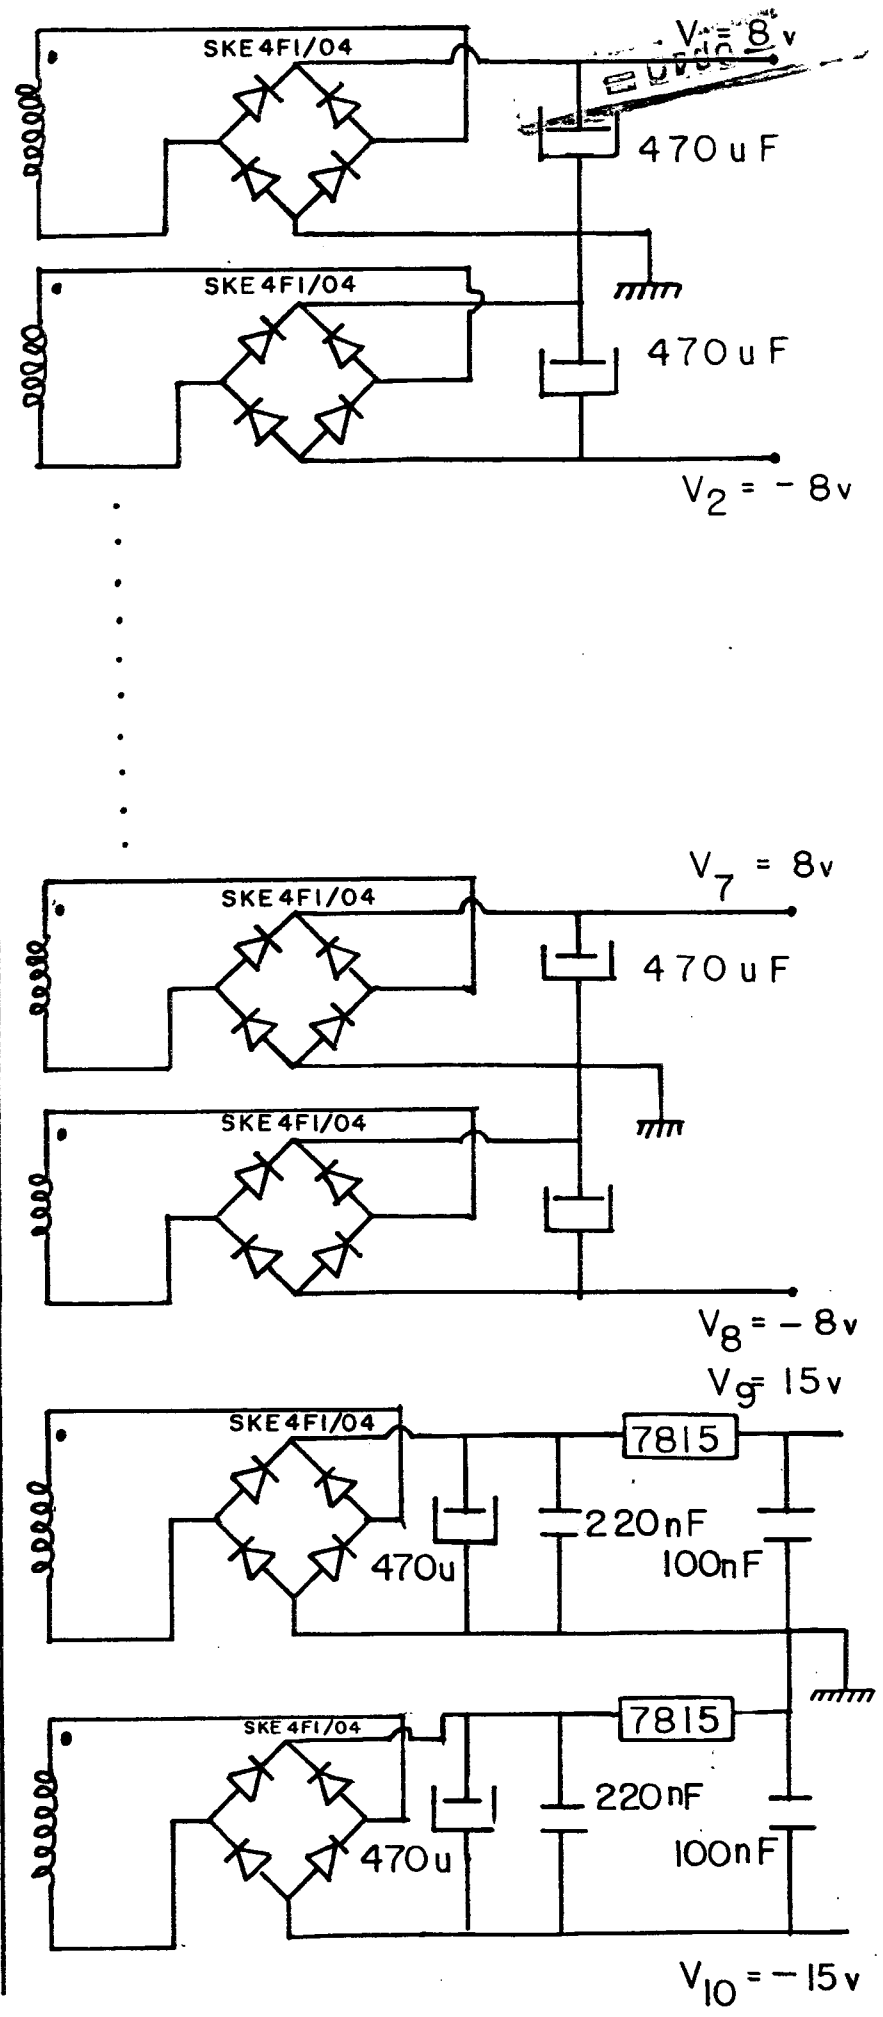 SKE4F1/04
V1 = 8v
470uF
SKE4F1/04
470uF
V2 = -8v
V7 = 8v
SKE4F1/04
470uF
SKE4F1/04
V8 = -8v
V9= 15v
SKE4F1/04
7815
220nF
470u
100nF
SKE4F1/04
7815
220nF
470u
100nF
V10 = -15v